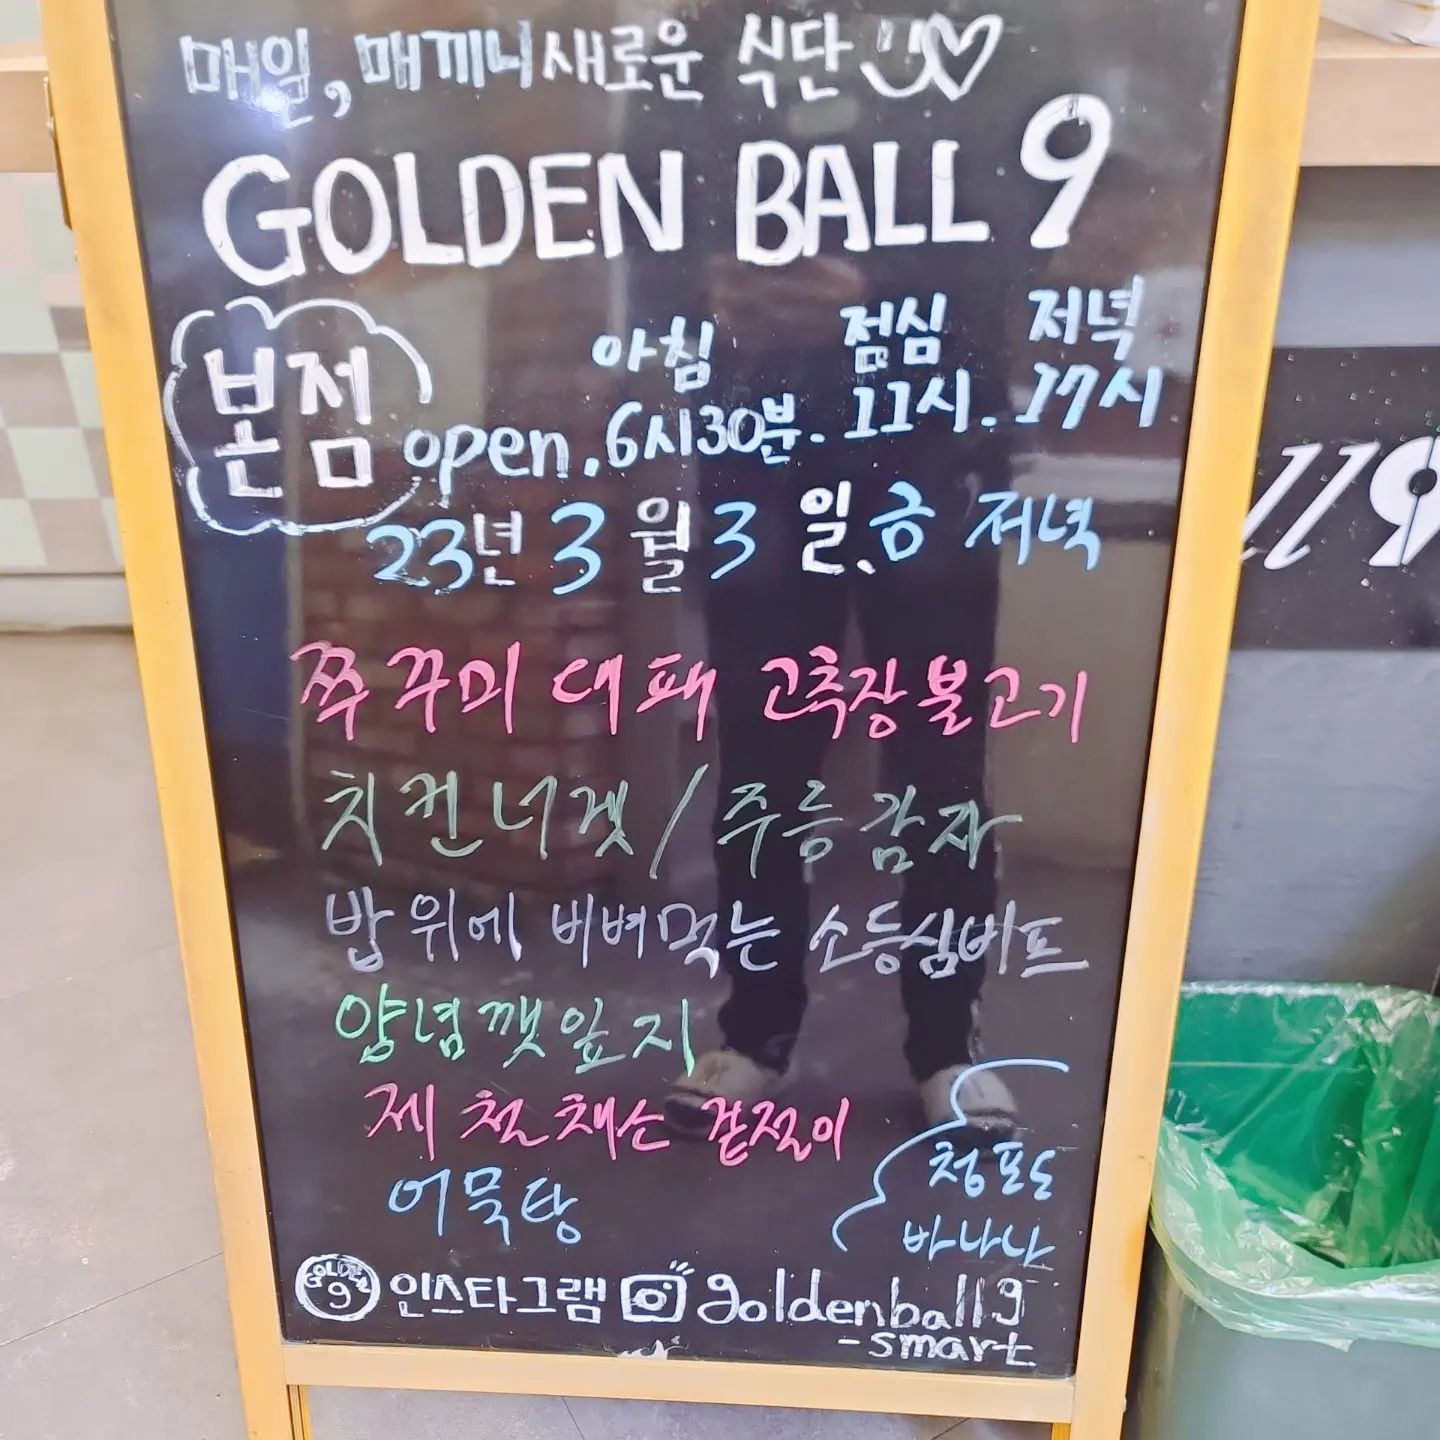 매일, 매끼니 새로운 식단
GOLDEN BALL 9
본점
아침 점심 저녁
open. 6시30분. 11시. 17시
23년 3월 3일. 금 저녁
쭈꾸미 대패 고추장불고기
치킨너겟 / 주릉감자
밥 위에 비벼먹는 소등심버프
양념깻잎지
제철채소 겉절이
어묵탕
청포도
바나나
GOLDEN 9
인스타그램 goldenball9
-smart